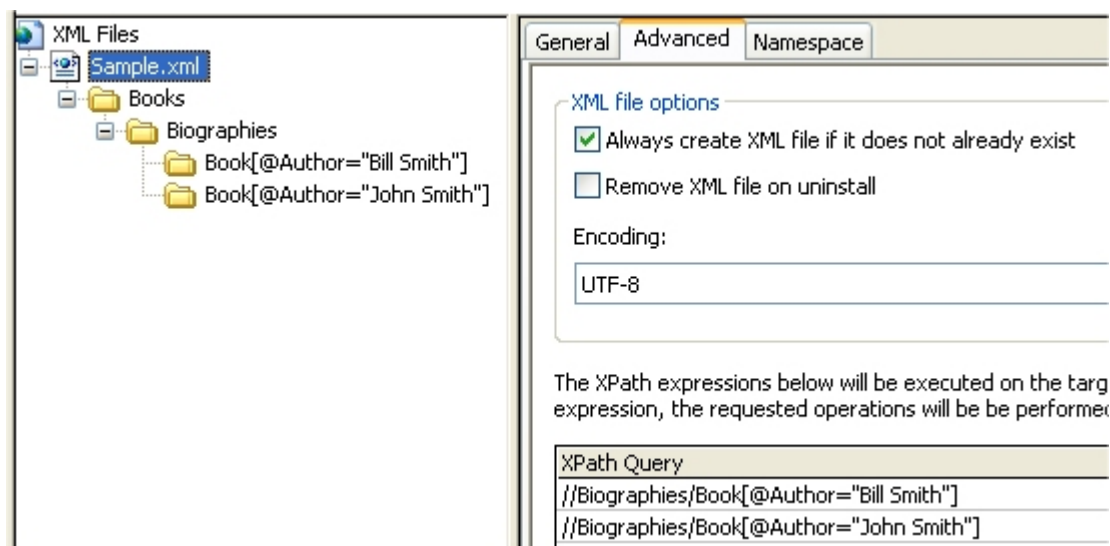 XML Files
Sample.xml
Books
Biographies
Book[@Author="Bill Smith"]
Book[@Author="John Smith"]
General Advanced Namespace
XML file options
Always create XML file if it does not already exist
Remove XML file on uninstall
Encoding:
UTF-8
The XPath expressions below will be executed on the targ
expression, the requested operations will be be performed
XPath Query
//Biographies/Book[@Author="Bill Smith"]
//Biographies/Book[@Author="John Smith"]